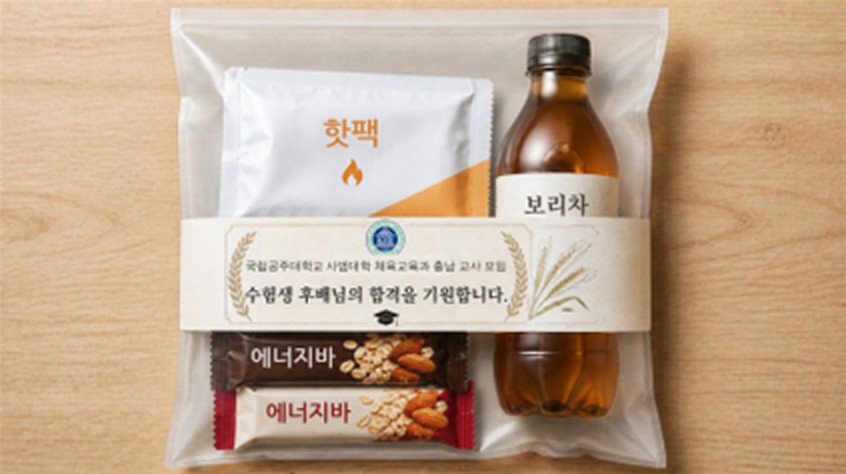 핫팩
보리차
국립공주대학교 사범대학 체육교육과 충남 교사 모임
수험생 후배님의 합격을 기원합니다.
에너지바
에너지바